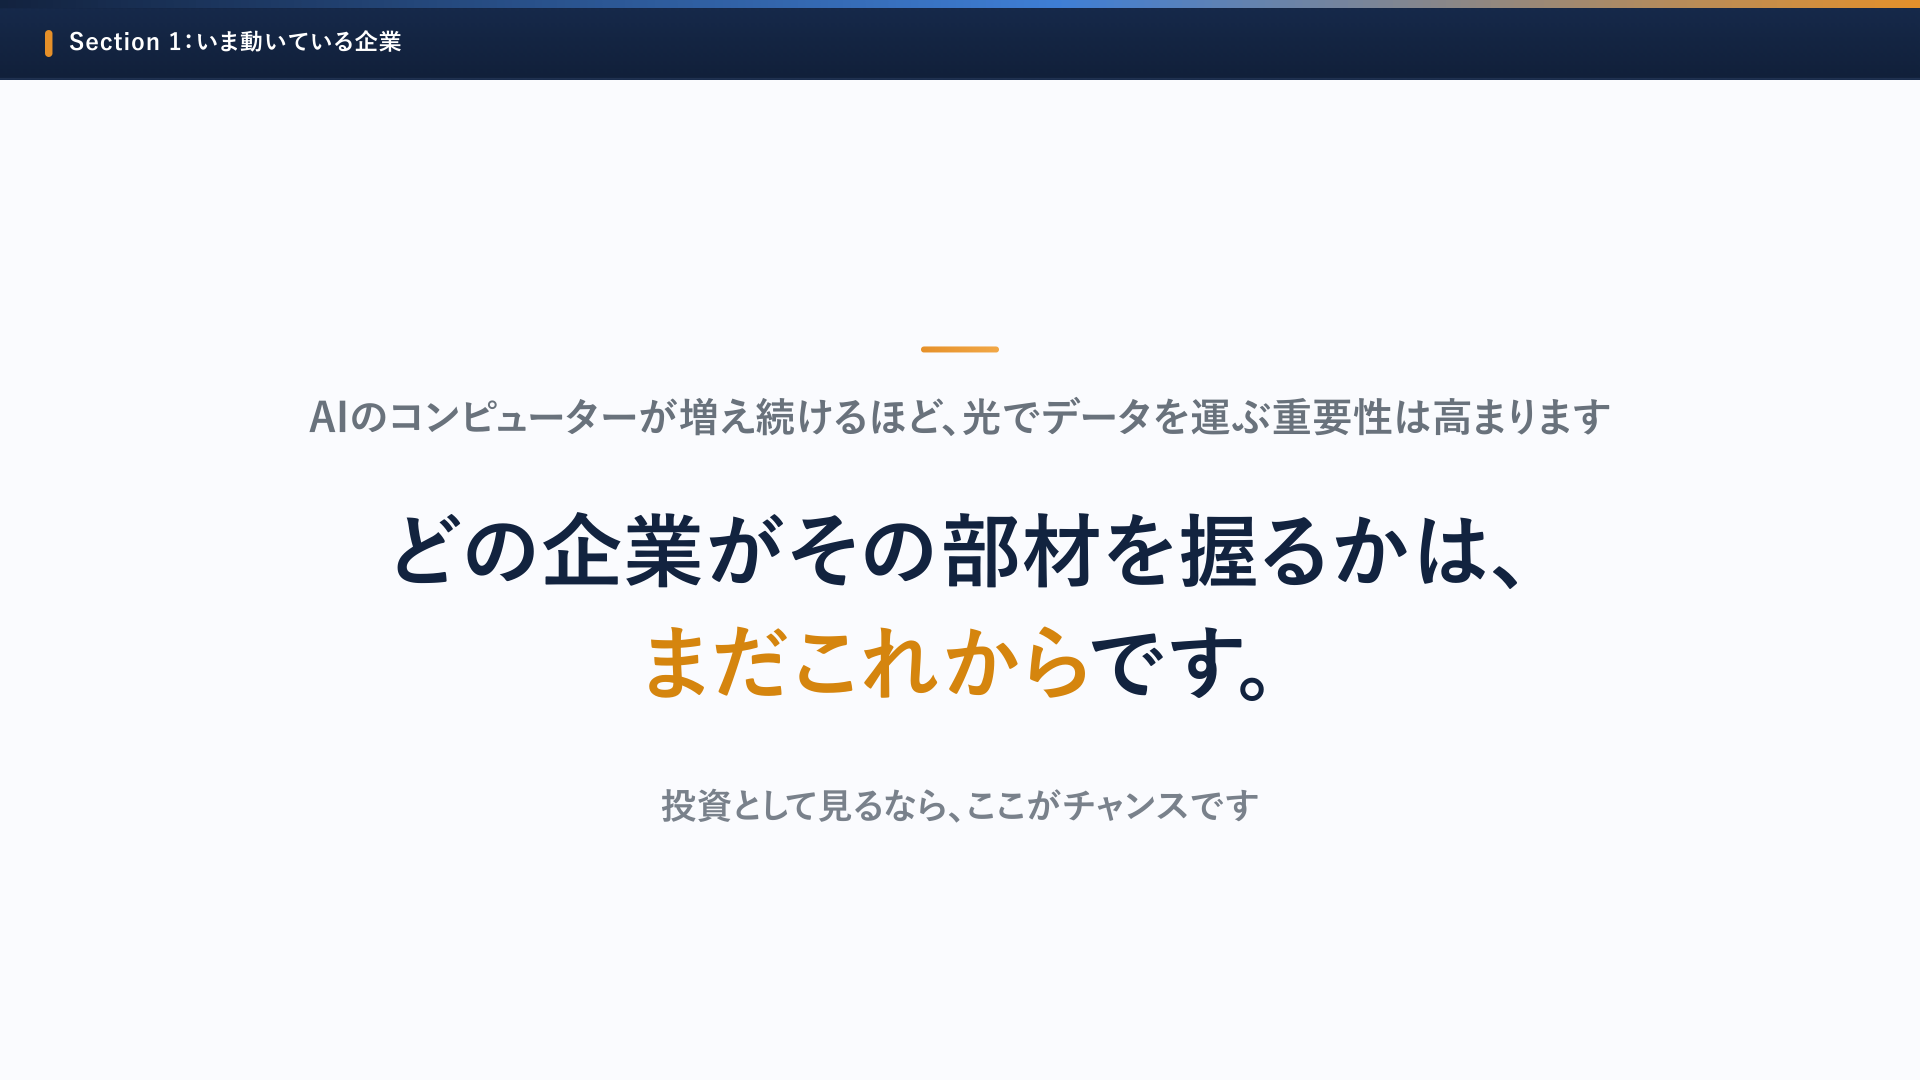 Section 1：いま動いている企業
AIのコンピューターが増え続けるほど、光でデータを運ぶ重要性は高まります
どの企業がその部材を握るかは、
まだこれからです。
投資として見るなら、ここがチャンスです